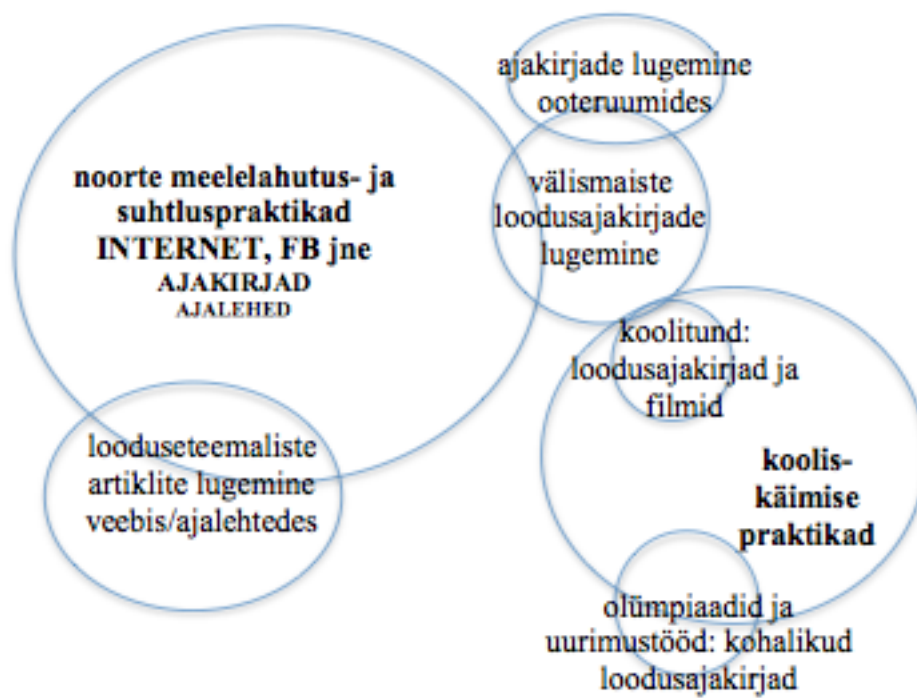 noorte meelelahutus- ja
suhtluspraktikad
INTERNET, FB jne
AJAKIRJAD
AJALEHED
looduseteemaliste
artiklite lugemine
veebis/ajalehtedes
ajakirjade lugemine
ooteruumides
välismaiste
loodusajakirjade
lugemine
koolitund:
loodusajakirjad ja
filmid
koolis-
käimise
praktikad
olümpiaadid ja
uurimustööd: kohalikud
loodusajakirjad